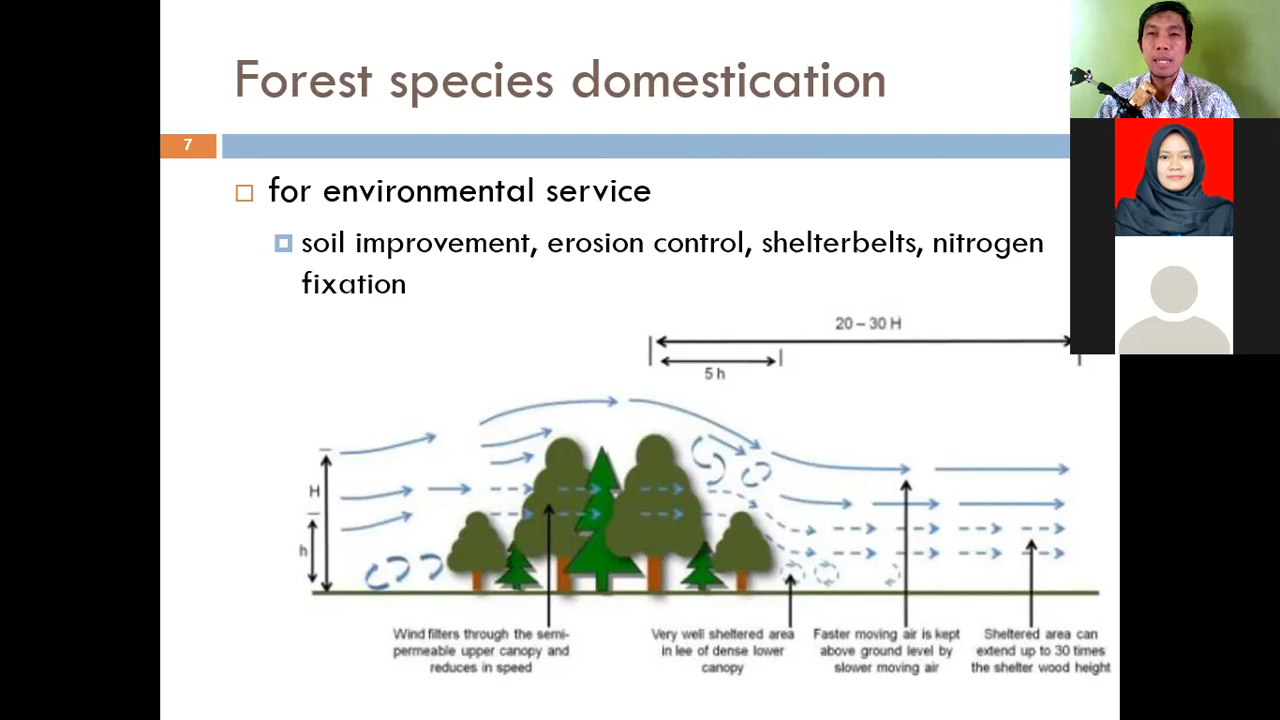 Forest species domestication
7
for environmental service
soil improvement, erosion control, shelterbelts, nitrogen
fixation
20 – 30 H
5 h
H
h
Wind filters through the semi-
permeable upper canopy and
reduces in speed
Very well sheltered area
in lee of dense lower
canopy
Faster moving air is kept
above ground level by
slower moving air
Sheltered area can
extend up to 30 times
the shelter wood height